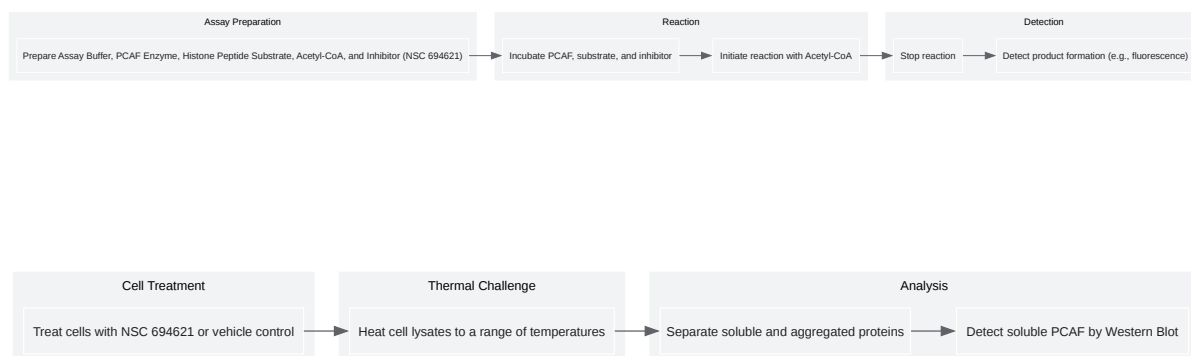 Assay Preparation
Reaction
Detection
Prepare Assay Buffer, PCAF Enzyme, Histone Peptide Substrate, Acetyl-CoA, and Inhibitor (NSC 694621)
Incubate PCAF, substrate, and inhibitor
Initiate reaction with Acetyl-CoA
Stop reaction
Detect product formation (e.g., fluorescence)
Cell Treatment
Thermal Challenge
Analysis
Treat cells with NSC 694621 or vehicle control
Heat cell lysates to a range of temperatures
Separate soluble and aggregated proteins
Detect soluble PCAF by Western Blot